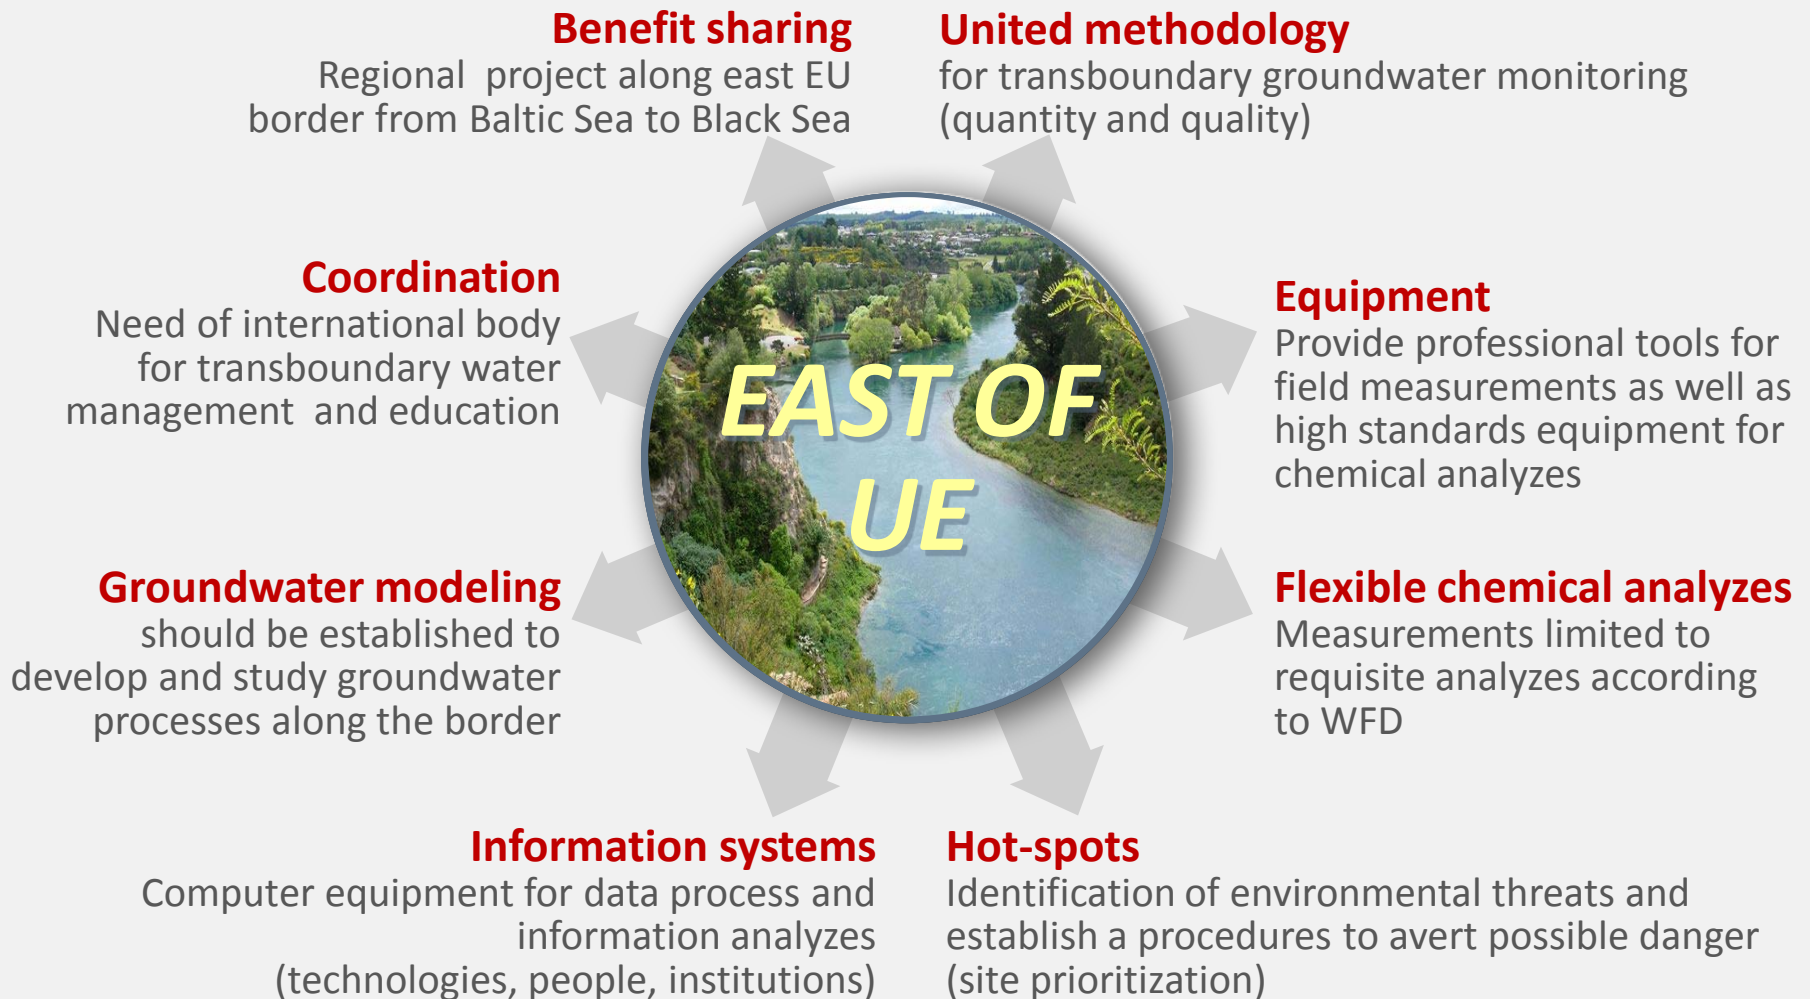 Benefit sharing
Regional project along east EU
border from Baltic Sea to Black Sea
United methodology
for transboundary groundwater monitoring
(quantity and quality)
Coordination
Need of international body
for transboundary water
management and education
Equipment
Provide professional tools for
field measurements as well as
high standards equipment for
chemical analyzes
EAST OF
UE
Groundwater modeling
should be established to
develop and study groundwater
processes along the border
Flexible chemical analyzes
Measurements limited to
requisite analyzes according
to WFD
Information systems
Computer equipment for data process and
information analyzes
(technologies, people, institutions)
Hot-spots
Identification of environmental threats and
establish a procedures to avert possible danger
(site prioritization)